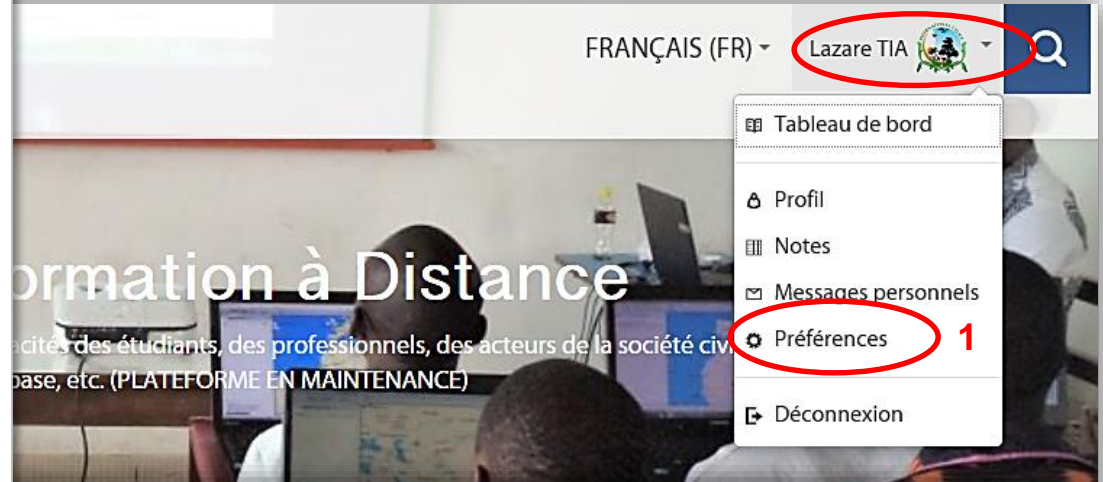 FRANÇAIS (FR)
Lazare TIA
Tableau de bord
Profil
Notes
Messages personnels
Préférences
1
Déconnexion
ormation à Distance
acités des étudiants, des professionnels, des acteurs de la société civi
base, etc. (PLATEFORME EN MAINTENANCE)